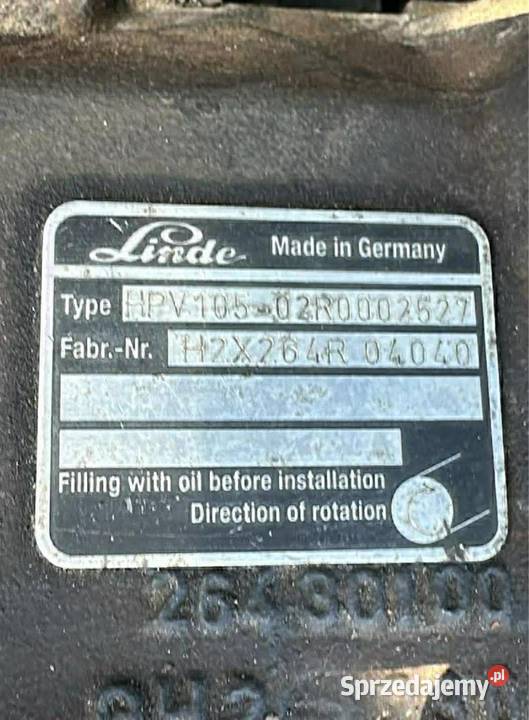 Linde Made in Germany
Type HPV105-02R0002627
Fabr.-Nr. H2X264R 04040
Filling with oil before installation
Direction of rotation
Sprzedajemy.pl